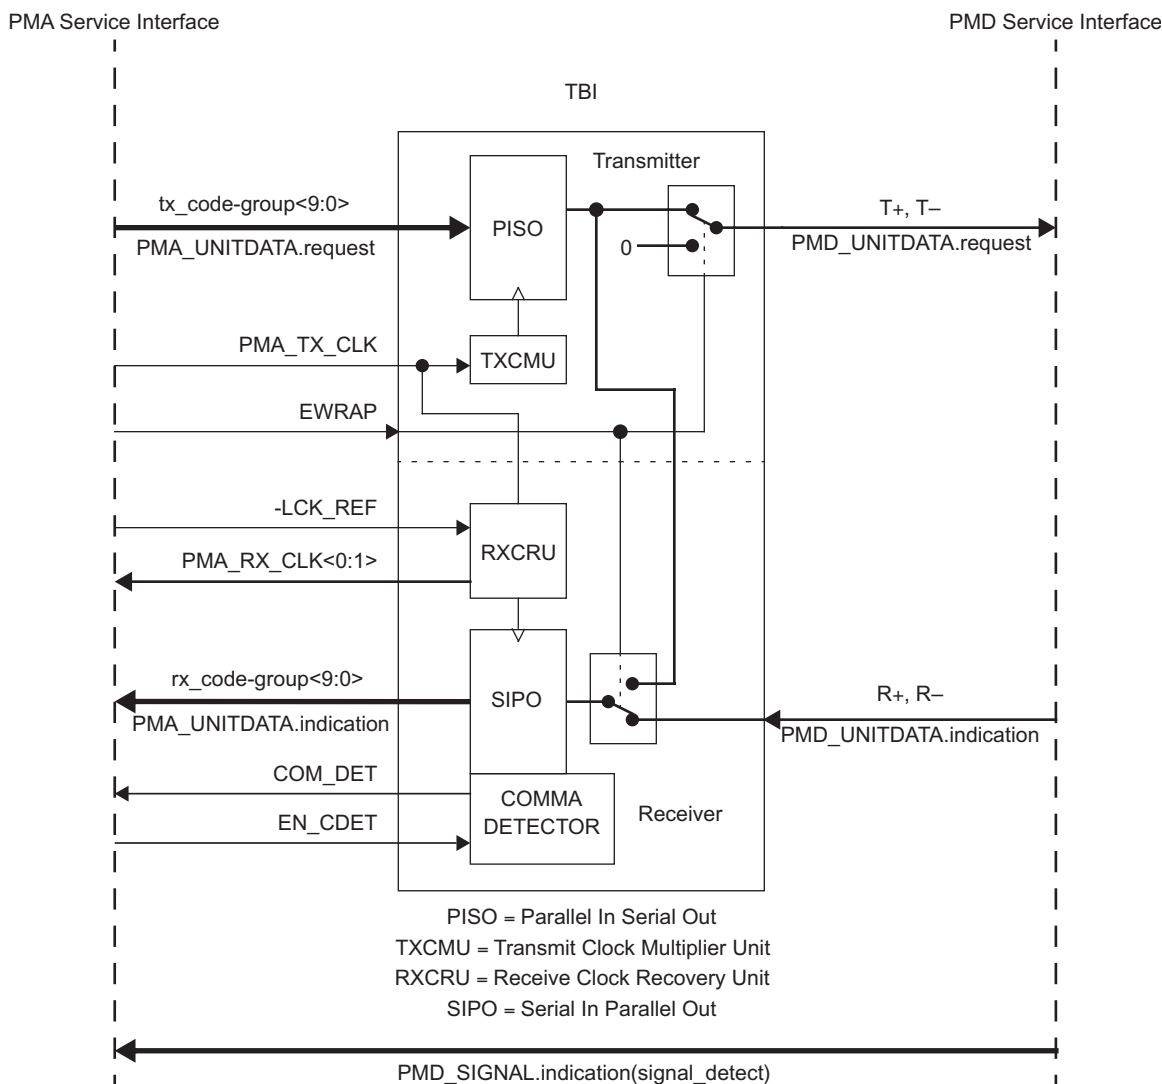 PMA Service Interface
PMD Service Interface
TBI
Transmitter
tx_code-group<9:0>
PMA_UNITDATA.request
PISO
0
T+, T–
PMD_UNITDATA.request
PMA_TX_CLK
TXCMU
EWRAP
-LCK_REF
RXCRU
PMA_RX_CLK<0:1>
rx_code-group<9:0>
PMA_UNITDATA.indication
SIPO
R+, R–
PMD_UNITDATA.indication
COM_DET
EN_CDET
COMMA
DETECTOR
Receiver
PISO = Parallel In Serial Out
TXCMU = Transmit Clock Multiplier Unit
RXCRU = Receive Clock Recovery Unit
SIPO = Serial In Parallel Out
PMD_SIGNAL.indication(signal_detect)